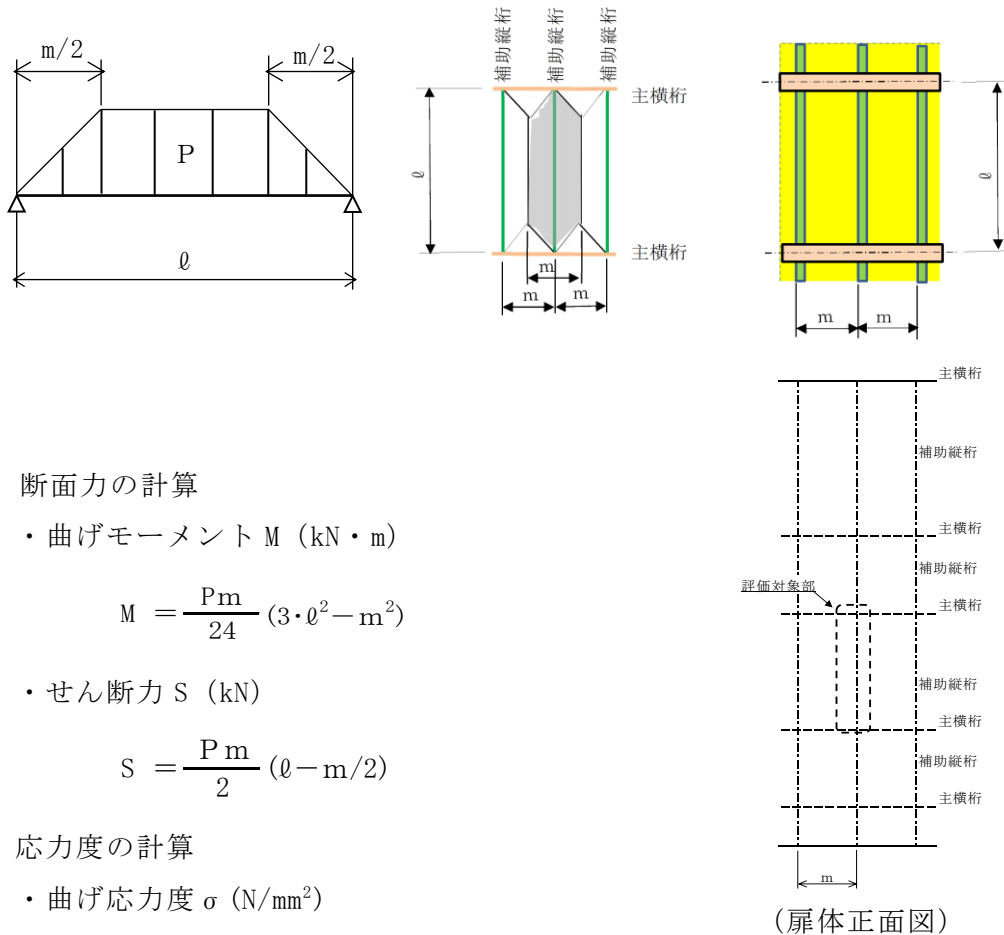 m/2
m/2
P
ℓ
補助縦桁
補助縦桁
補助縦桁
主横桁
ℓ
主横桁
m
m
m
ℓ
m
m
断面力の計算
・曲げモーメント M (kN・m)
M ＝ Pm/24 (3・ℓ²－m²)
・せん断力 S (kN)
S ＝ Pm/2 (ℓ－m/2)
応力度の計算
・曲げ応力度 σ (N/mm²)
主横桁
補助縦桁
主横桁
補助縦桁
評価対象部
主横桁
補助縦桁
主横桁
補助縦桁
主横桁
m
(扉体正面図)